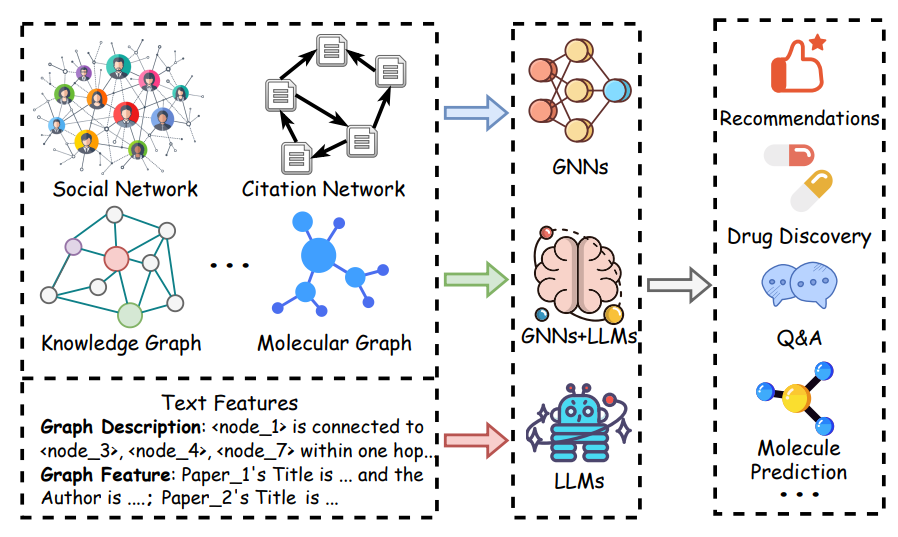 Social Network
Citation Network
Knowledge Graph
...
Molecular Graph
Text Features
Graph Description: <node_1> is connected to
<node_3>, <node_4>, <node_7> within one hop...
Graph Feature: Paper_1's Title is ... and the
Author is ....; Paper_2's Title is ...
GNNs
GNNs+LLMs
LLMs
Recommendations
Drug Discovery
Q&A
Molecule
Prediction
...